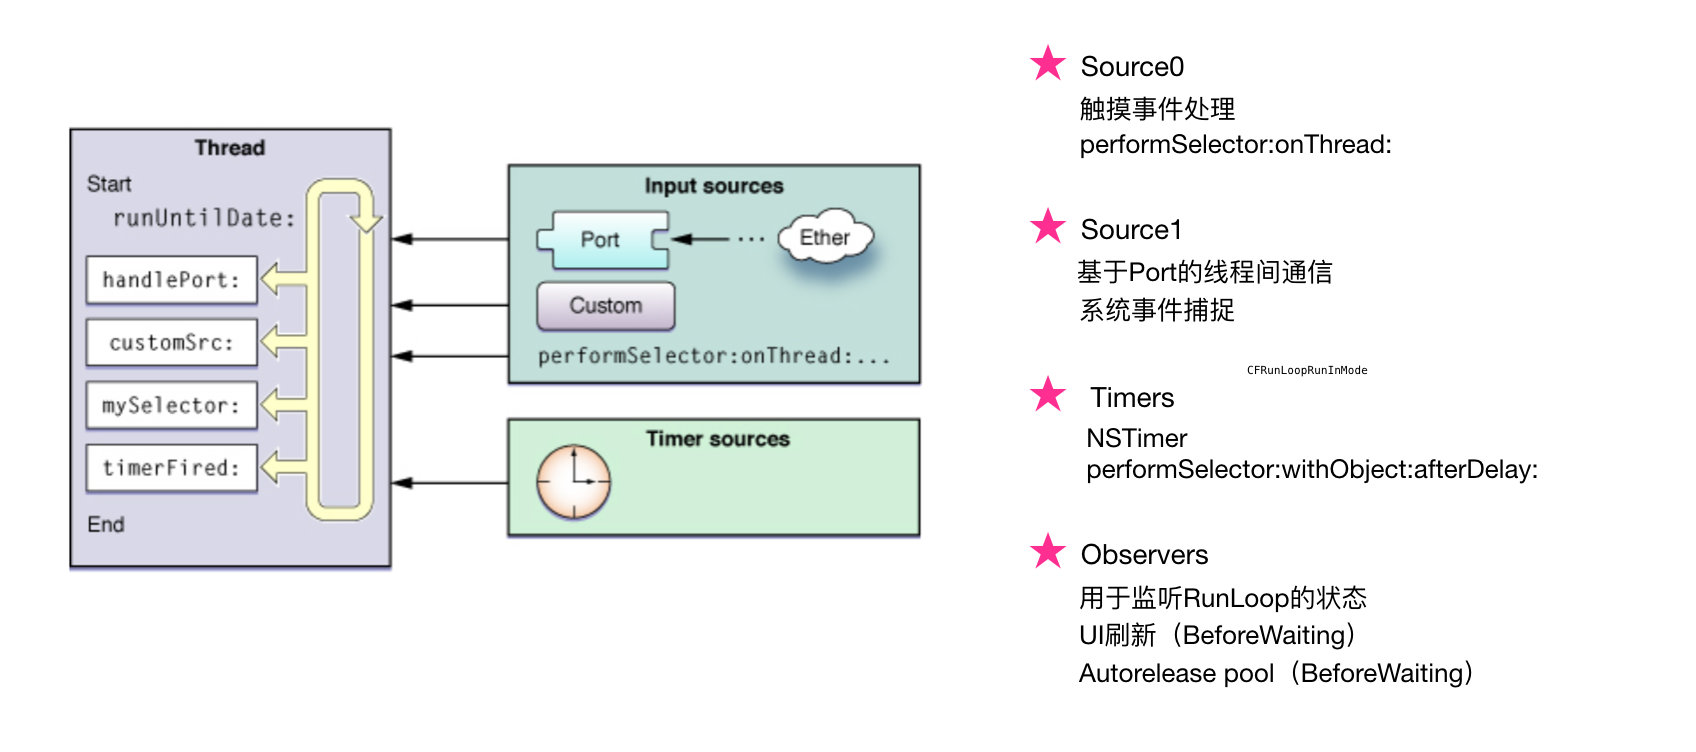 Thread
Start
runUntilDate:
handlePort:
customSrc:
mySelector:
timerFired:
End
Input sources
Port
...
Ether
Custom
performSelector:onThread:...
Timer sources
Source0
触摸事件处理
performSelector:onThread:
Source1
基于Port的线程间通信
系统事件捕捉
CFRunLoopRunInMode
Timers
NSTimer
performSelector:withObject:afterDelay:
Observers
用于监听RunLoop的状态
UI刷新（BeforeWaiting）
Autorelease pool（BeforeWaiting）